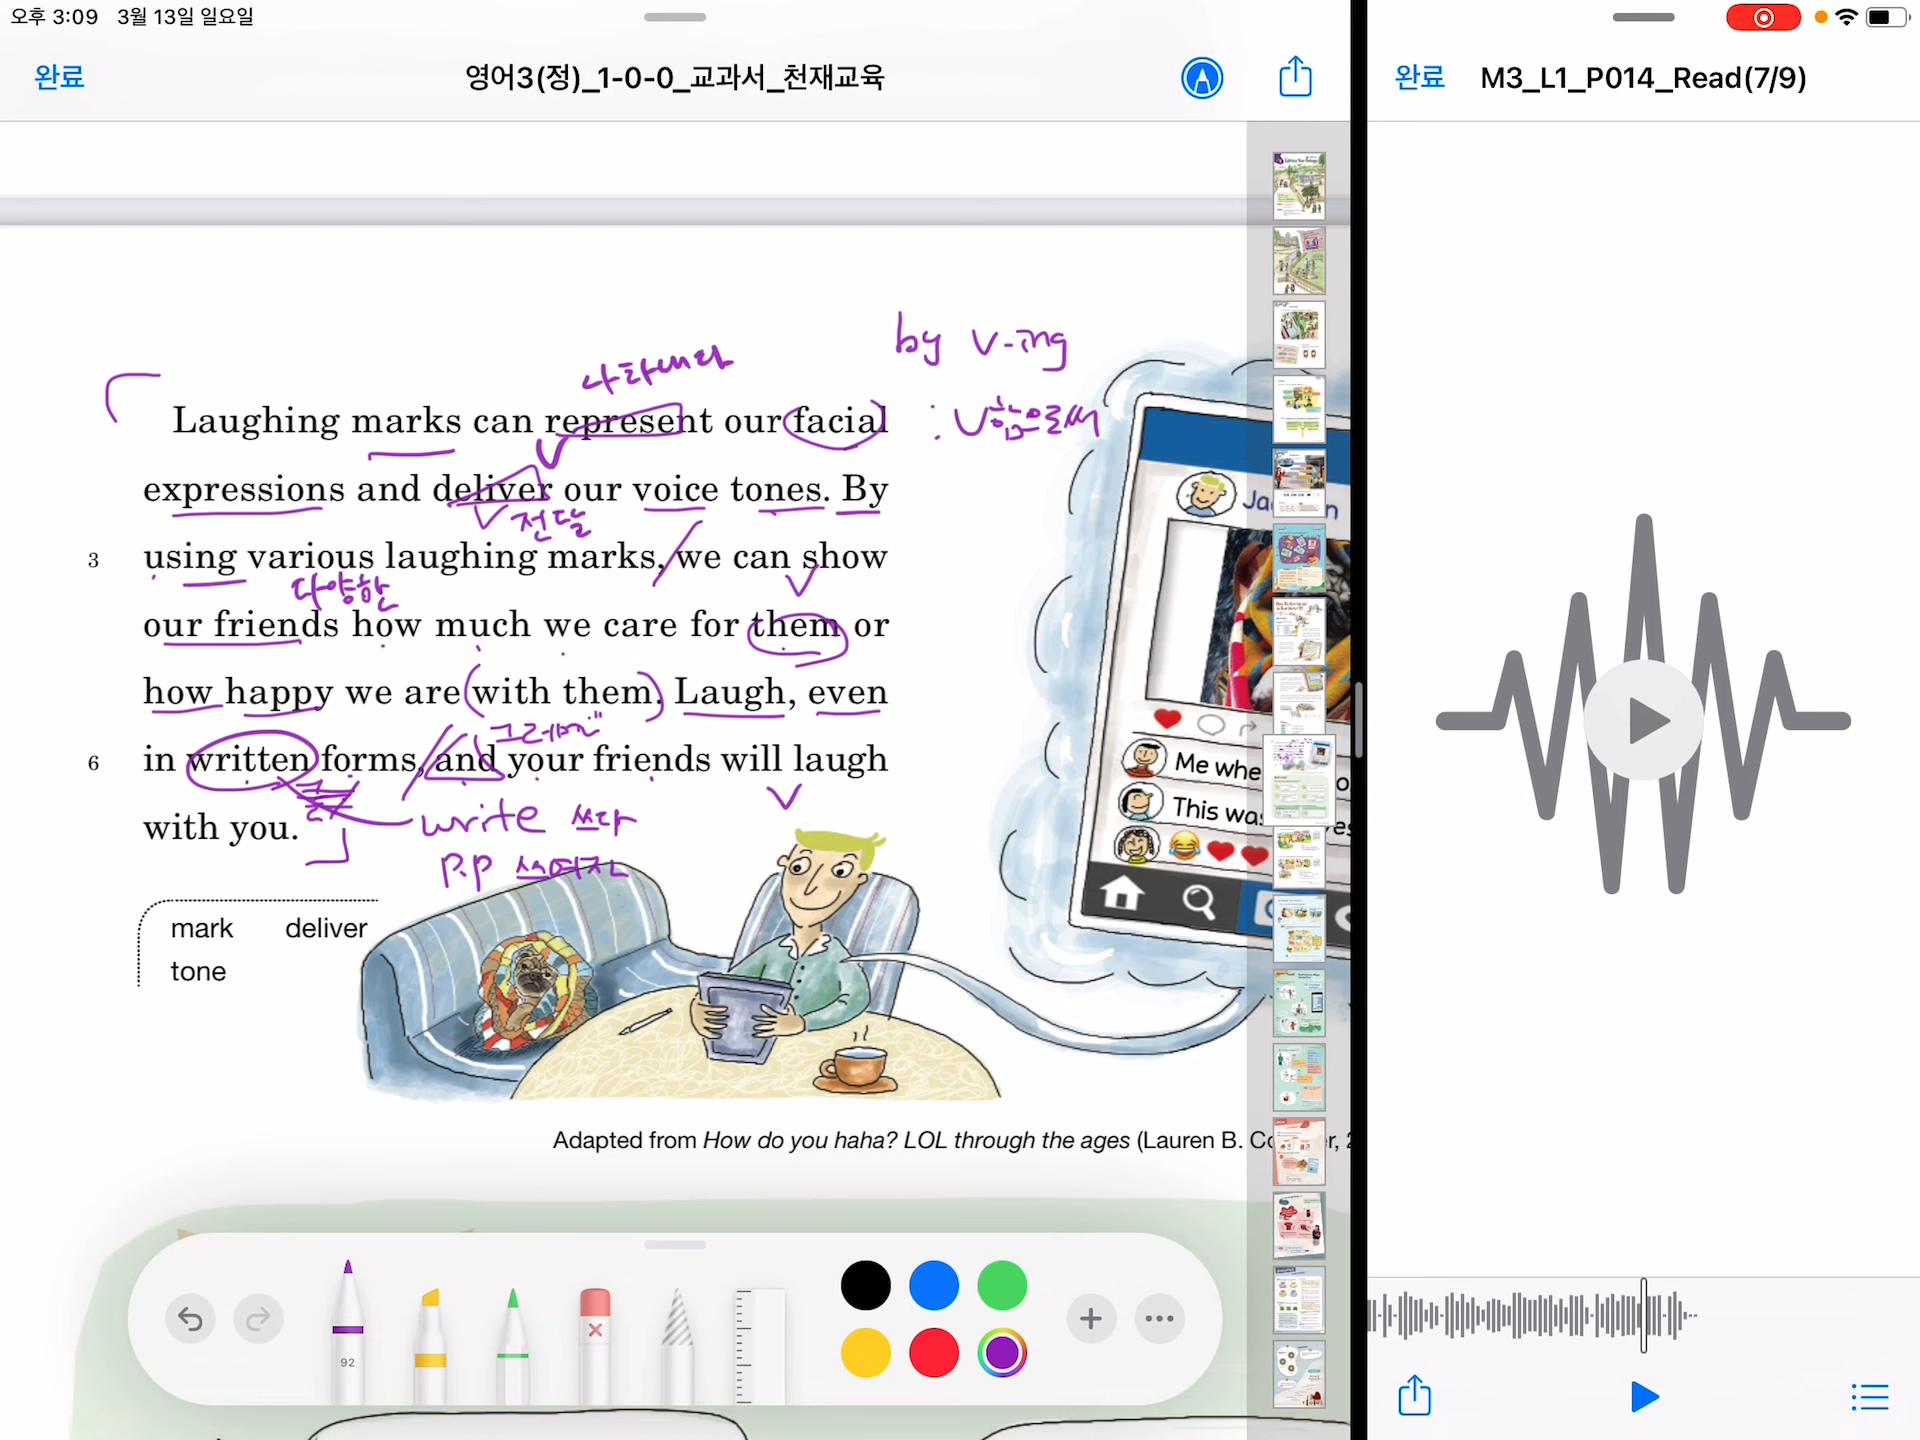 오후 3:09 3월 13일 일요일
완료
영어3(정)_1-0-0_교과서_천재교육
완료
M3_L1_P014_Read(7/9)
by v-ing
: V함으로써
나타내다
Laughing marks can represent our facial
expressions and deliver our voice tones. By
전달
3 using various laughing marks, we can show
다양한
our friends how much we care for them or
how happy we are with them. Laugh, even
그러면
6 in written forms, and your friends will laugh
with you.
write 쓰다
P.P 쓰여진
mark deliver
tone
Me whe
This was
Adapted from How do you haha? LOL through the ages (Lauren B.
92